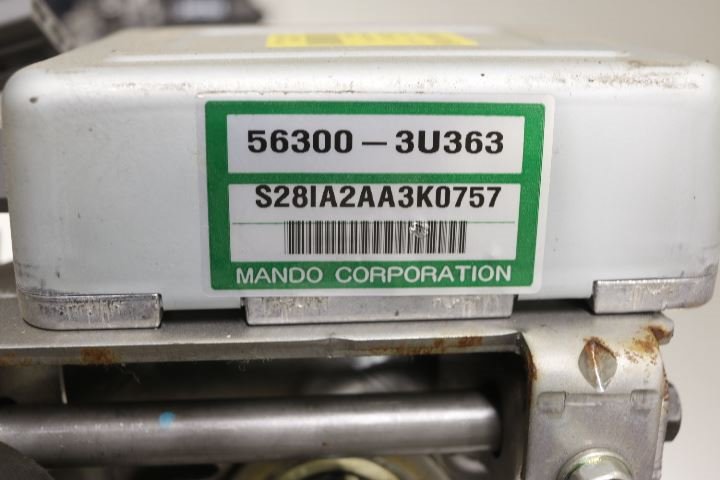 56300 – 3U363
S28IA2AA3K0757
MANDO CORPORATION